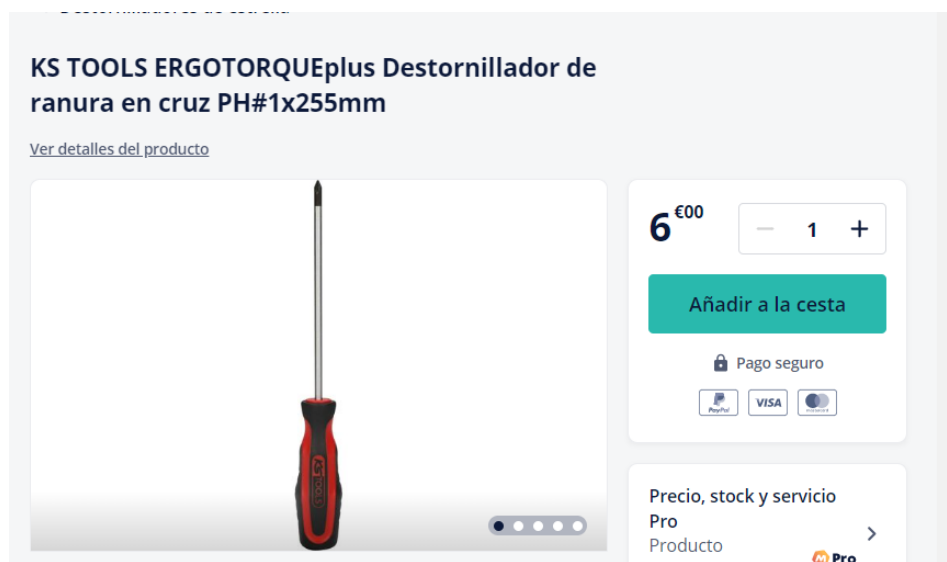 KS TOOLS ERGOTORQUEplus Destornillador de
ranura en cruz PH#1x255mm
Ver detalles del producto
6 €00
1
Añadir a la cesta
Pago seguro
PayPal VISA
KS TOOLS
Precio, stock y servicio
Pro
Producto
Pro